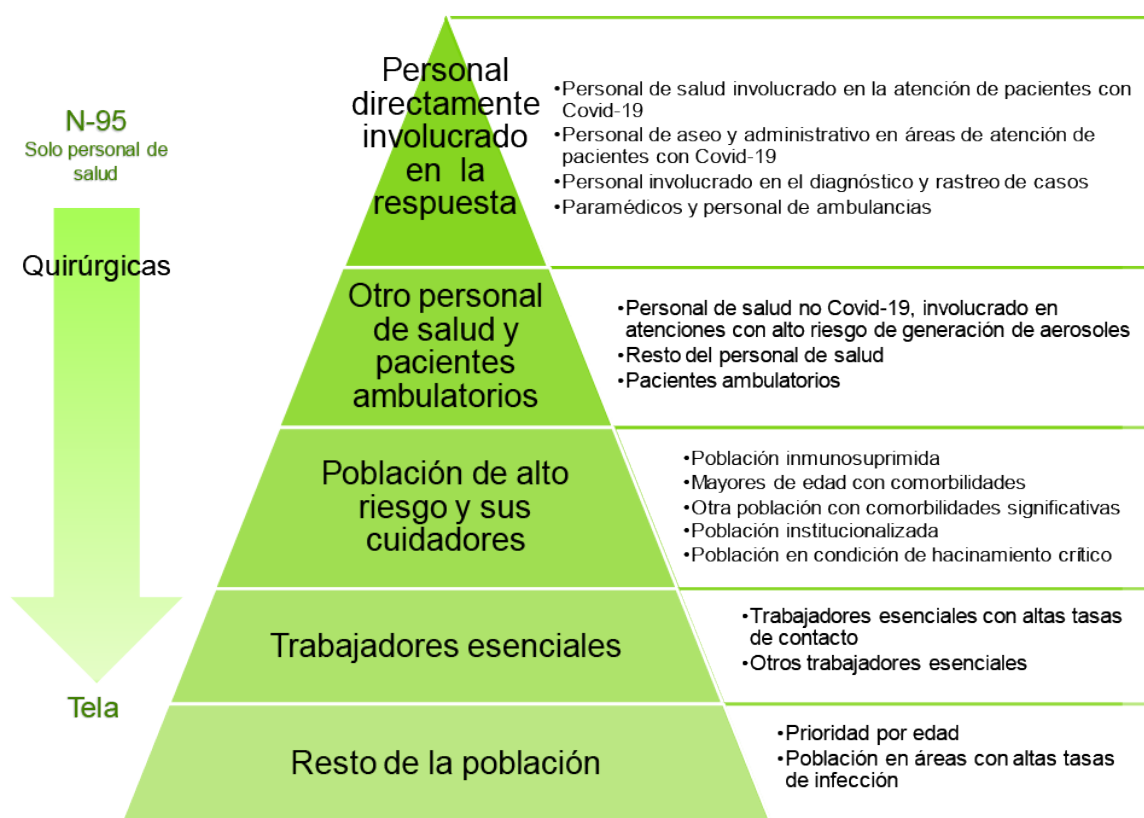 N-95
Solo personal de
salud
Quirúrgicas
Tela
Personal
directamente
involucrado
en la
respuesta
•Personal de salud involucrado en la atención de pacientes con
Covid-19
•Personal de aseo y administrativo en áreas de atención de
pacientes con Covid-19
•Personal involucrado en el diagnóstico y rastreo de casos
•Paramédicos y personal de ambulancias
Otro personal
de salud y
pacientes
ambulatorios
•Personal de salud no Covid-19, involucrado en
atenciones con alto riesgo de generación de aerosoles
•Resto del personal de salud
•Pacientes ambulatorios
Población de alto
riesgo y sus
cuidadores
•Población inmunosuprimida
•Mayores de edad con comorbilidades
•Otra población con comorbilidades significativas
•Población institucionalizada
•Población en condición de hacinamiento crítico
Trabajadores esenciales
•Trabajadores esenciales con altas tasas
de contacto
•Otros trabajadores esenciales
Resto de la población
•Prioridad por edad
•Población en áreas con altas tasas
de infección